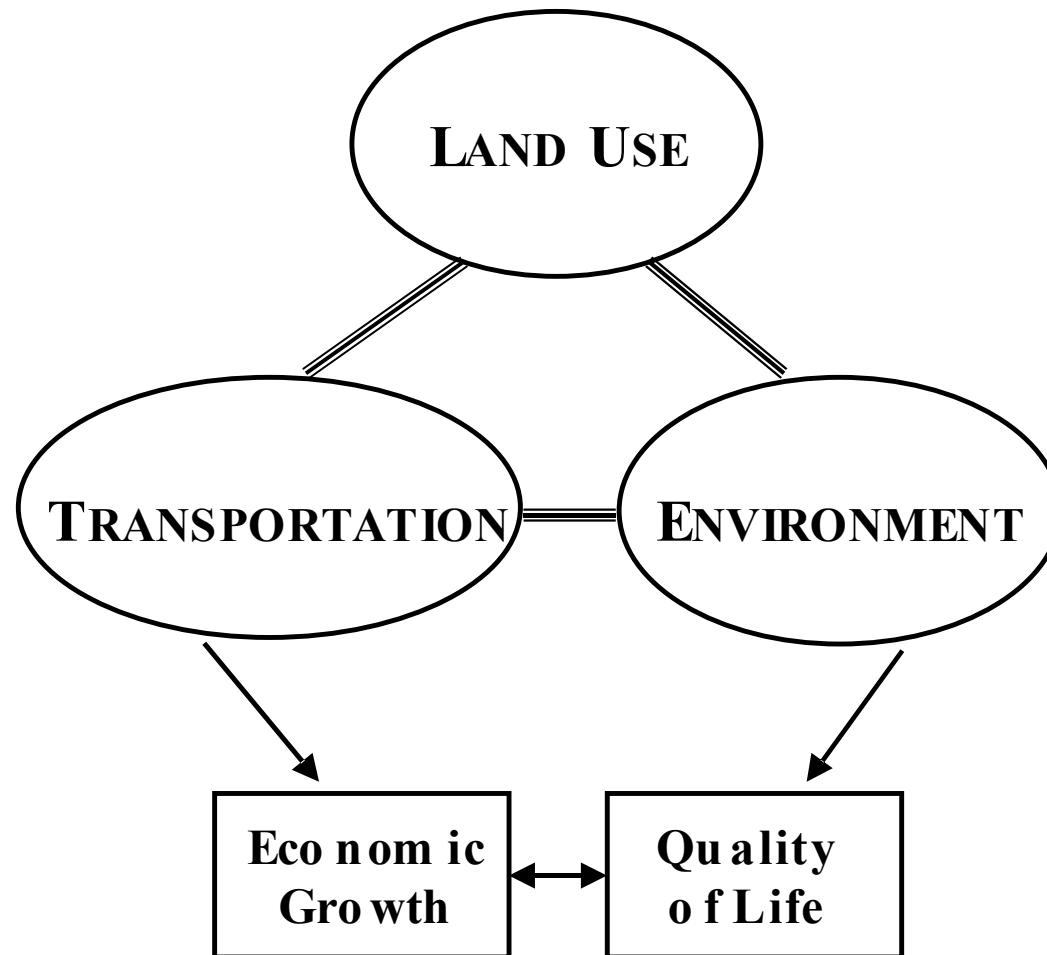 LAND USE
TRANSPORTATION
ENVIRONMENT
Economic
Growth
Quality
of Life